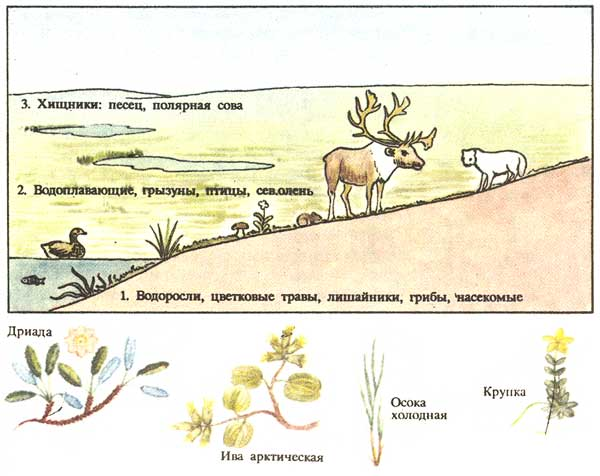 3. Хищники: песец, полярная сова
2. Водоплавающие, грызуны, птицы, сев.олень
1. Водоросли, цветковые травы, лишайники, грибы, насекомые
Дриада
Ива арктическая
Осока
холодная
Крупка